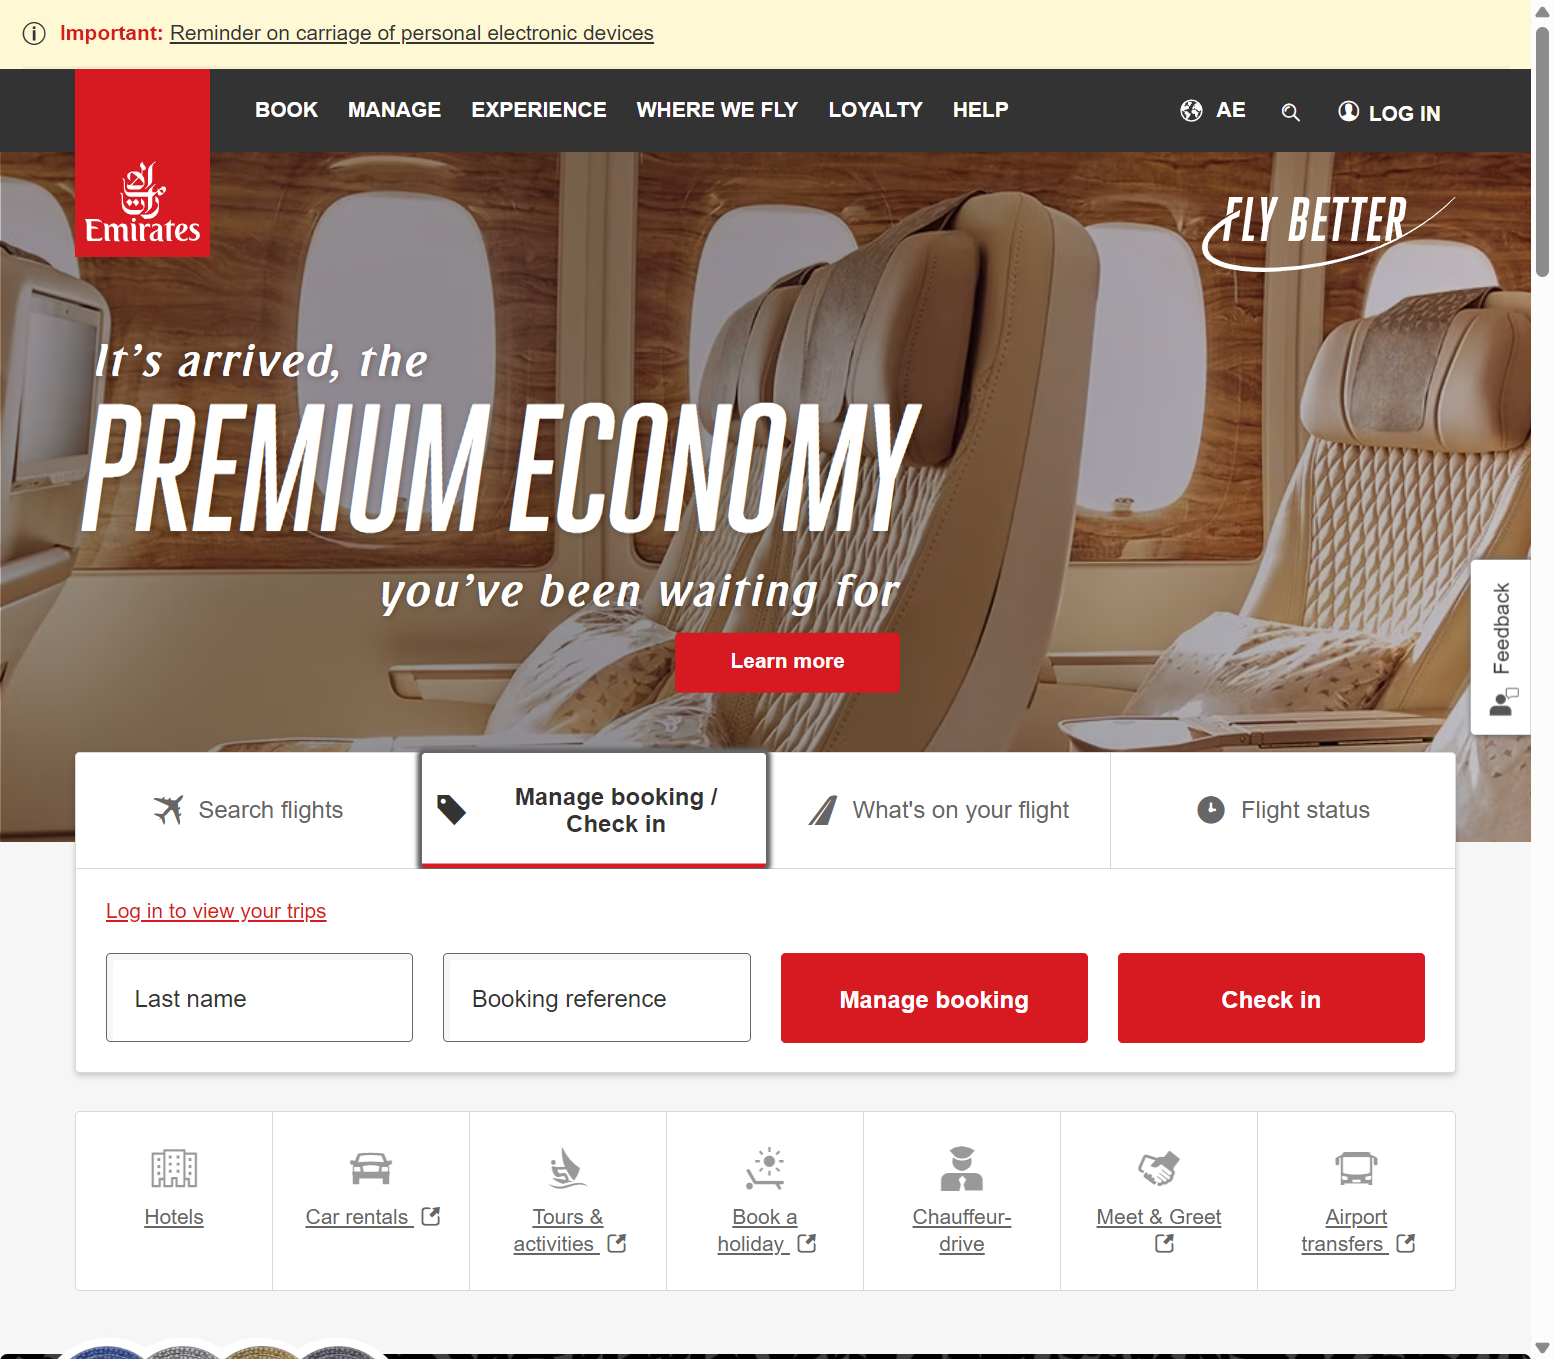 Important: Reminder on carriage of personal electronic devices
BOOK MANAGE EXPERIENCE WHERE WE FLY LOYALTY HELP AE LOG IN
Emirates
FLY BETTER
It's arrived, the
PREMIUM ECONOMY
you've been waiting for
Learn more
Feedback
Search flights
Manage booking /
Check in
What's on your flight
Flight status
Log in to view your trips
Last name
Booking reference
Manage booking
Check in
Hotels
Car rentals
Tours &
activities
Book a
holiday
Chauffeur-
drive
Meet & Greet
Airport
transfers